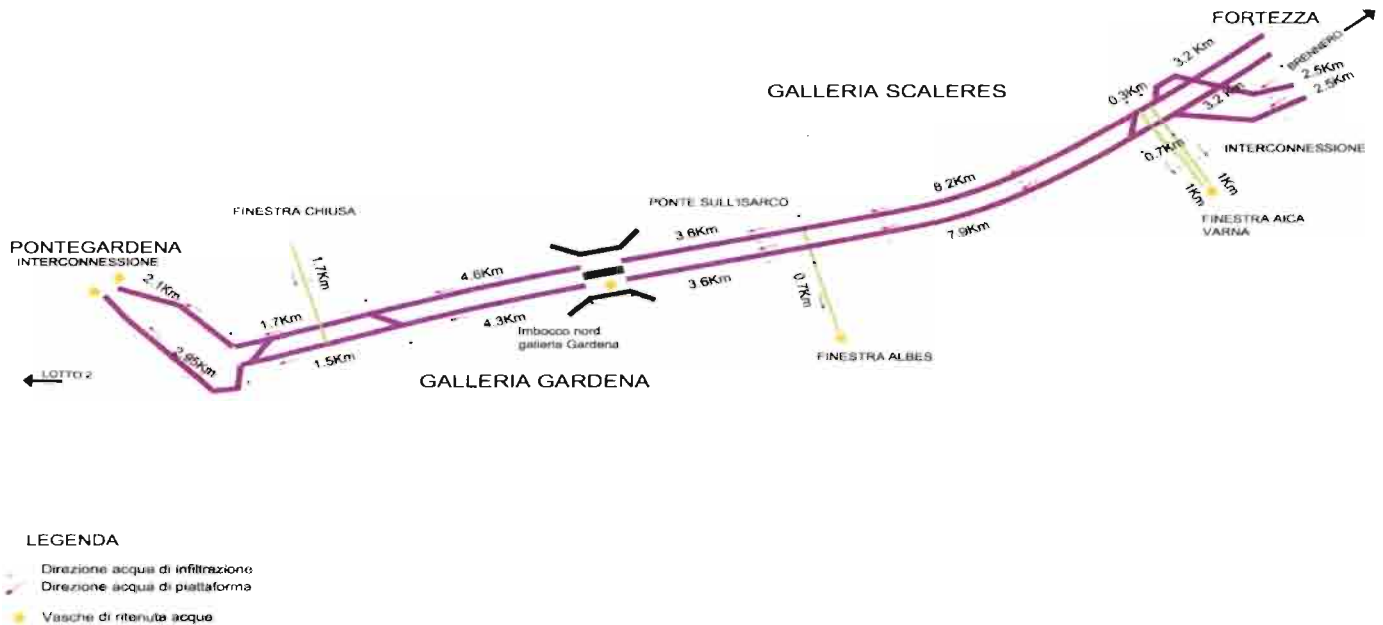 FORTEZZA
BRENNERO
3.2 Km
2.5Km
2.5Km
GALLERIA SCALERES
0.3Km
3.2 Km
INTERCONNESSIONE
0.7Km
1Km
1Km
8.2Km
FINESTRA AICA
VARNA
PONTE SULL'ISARCO
FINESTRA CHIUSA
3.6Km
7.9Km
PONTEGARDENA
INTERCONNESSIONE
1.7Km
4.6Km
3.6Km
0.7Km
2.1Km
1.7Km
4.3Km
Imbocco nord
galleria Gardena
2.95Km
1.5Km
FINESTRA ALBES
LOTTO 2
GALLERIA GARDENA
LEGENDA
Direzione acqua di infiltrazione
Direzione acqua di piattaforma
Vasche di ritenuta acque